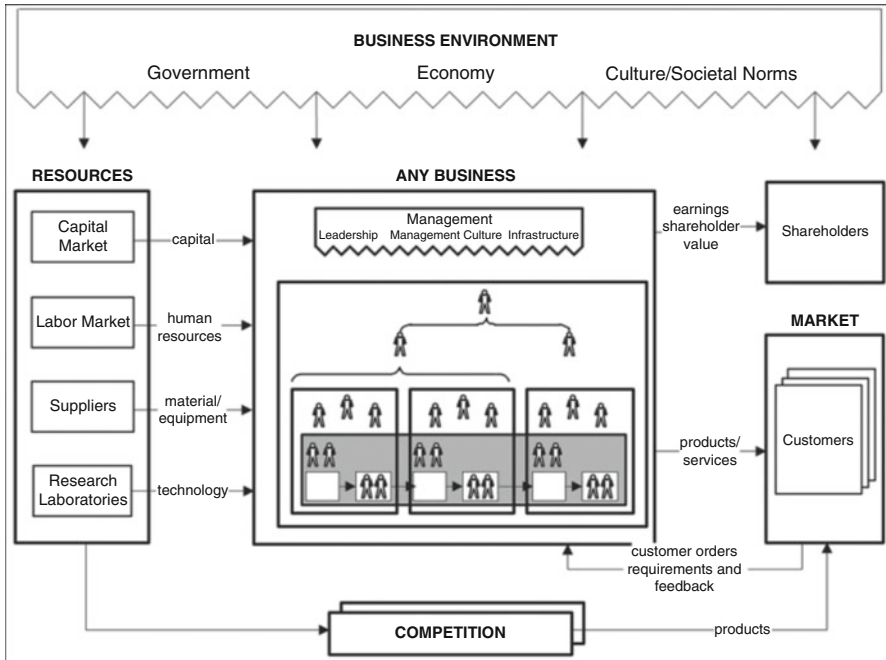 BUSINESS ENVIRONMENT
Government Economy Culture/Societal Norms
RESOURCES
Capital
Market
Labor Market
Suppliers
Research
Laboratories
capital
human
resources
material/
equipment
technology
ANY BUSINESS
Management
Leadership Management Culture Infrastructure
earnings
shareholder
value
Shareholders
MARKET
products/
services
Customers
customer orders
requirements and
feedback
COMPETITION
products